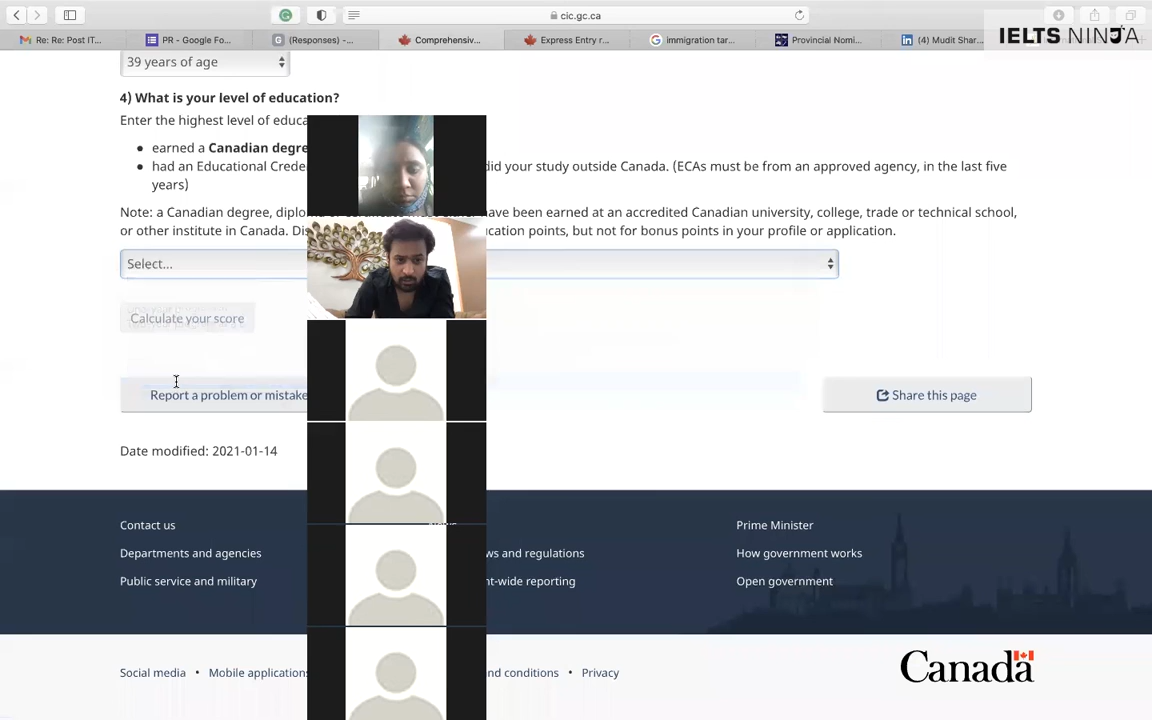 cic.gc.ca
Re: Re: Post IT...
PR - Google Fo...
(Responses) -...
Comprehensiv...
Express Entry r...
immigration tar...
Provincial Nomi...
(4) Mudit Shar...
IELTS NINJA
39 years of age
4) What is your level of education?
Enter the highest level of educa
earned a Canadian degre
had an Educational Crede did your study outside Canada. (ECAs must be from an approved agency, in the last five
years)
Note: a Canadian degree, diplo have been earned at an accredited Canadian university, college, trade or technical school,
or other institute in Canada. Dis ucation points, but not for bonus points in your profile or application.
Select...
Calculate your score
Report a problem or mistake
Share this page
Date modified: 2021-01-14
Contact us
Prime Minister
Departments and agencies
ws and regulations
How government works
Public service and military
nt-wide reporting
Open government
Social media • Mobile applications nd conditions • Privacy
Canada